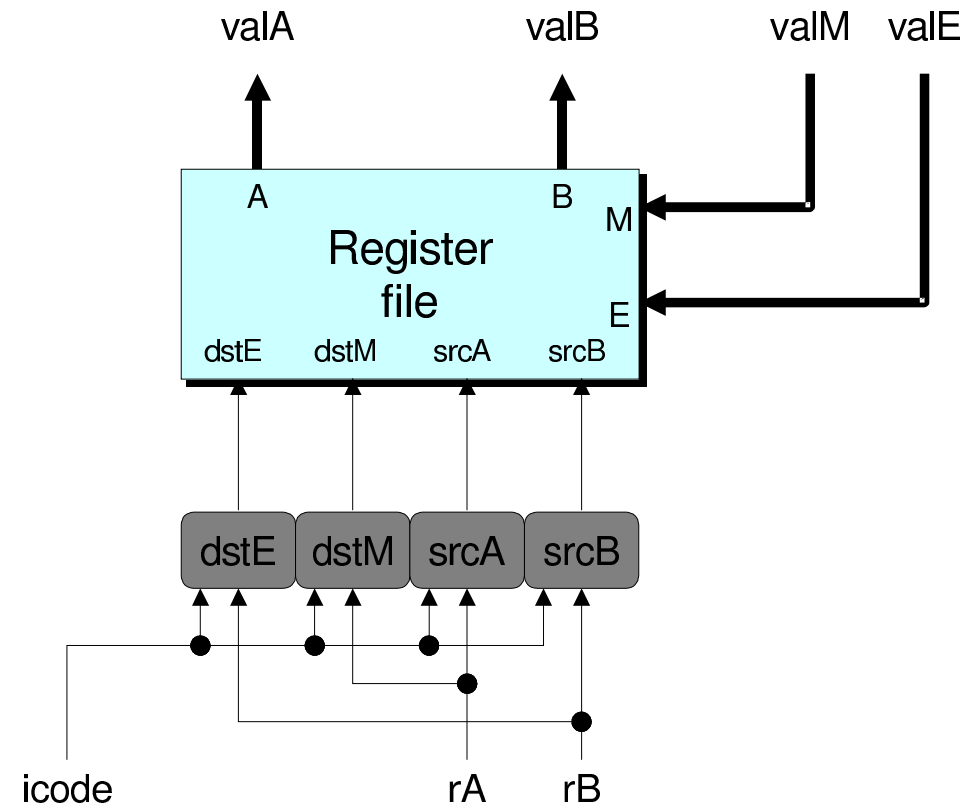 valA valB valM valE
A B
M
Register
file
E
dstE dstM srcA srcB
dstE dstM srcA srcB
icode rA rB